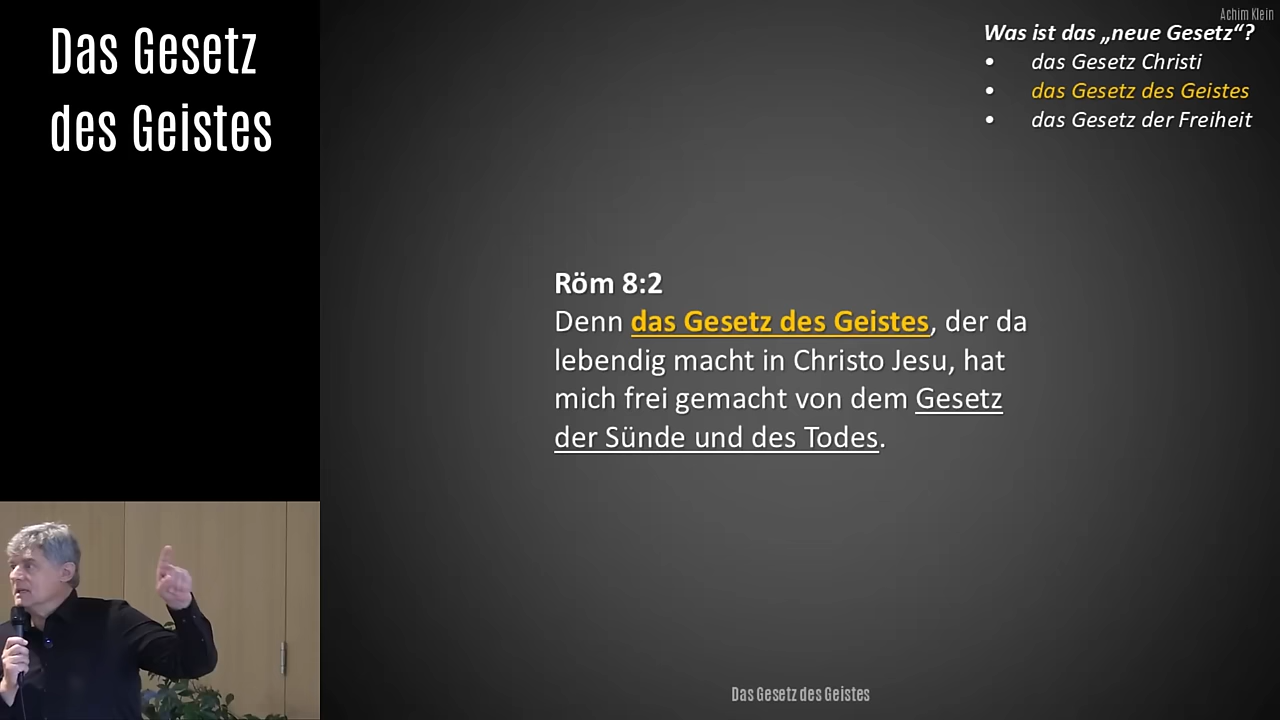 Das Gesetz
des Geistes
Achim Klein
Was ist das „neue Gesetz“?
• das Gesetz Christi
• das Gesetz des Geistes
• das Gesetz der Freiheit
Röm 8:2
Denn das Gesetz des Geistes, der da
lebendig macht in Christo Jesu, hat
mich frei gemacht von dem Gesetz
der Sünde und des Todes.
Das Gesetz des Geistes